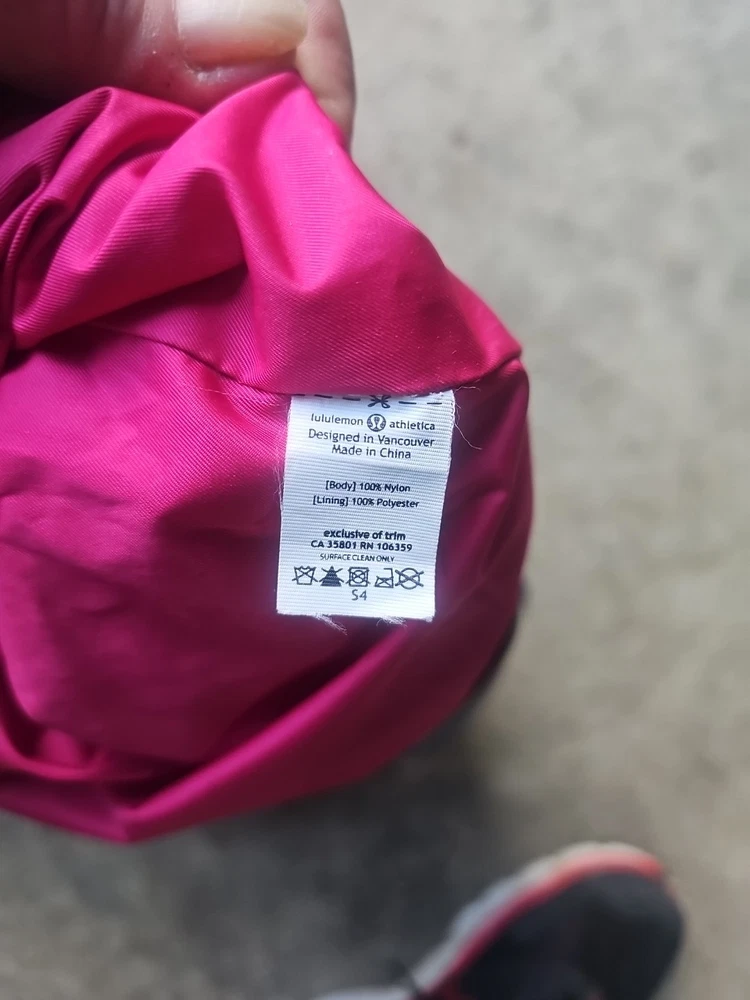 lululemon athletica
Designed in Vancouver
Made in China
[Body] 100% Nylon
[Lining] 100% Polyester
exclusive of trim
CA 35801 RN 106359
SURFACE CLEAN ONLY
S4